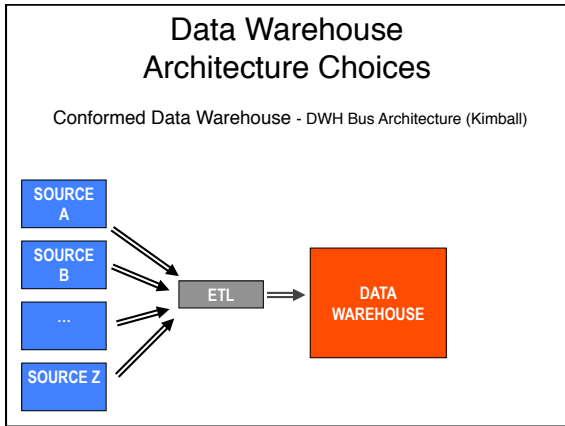 Data Warehouse
Architecture Choices
Conformed Data Warehouse - DWH Bus Architecture (Kimball)
SOURCE
A
SOURCE
B
...
SOURCE Z
ETL
DATA
WAREHOUSE